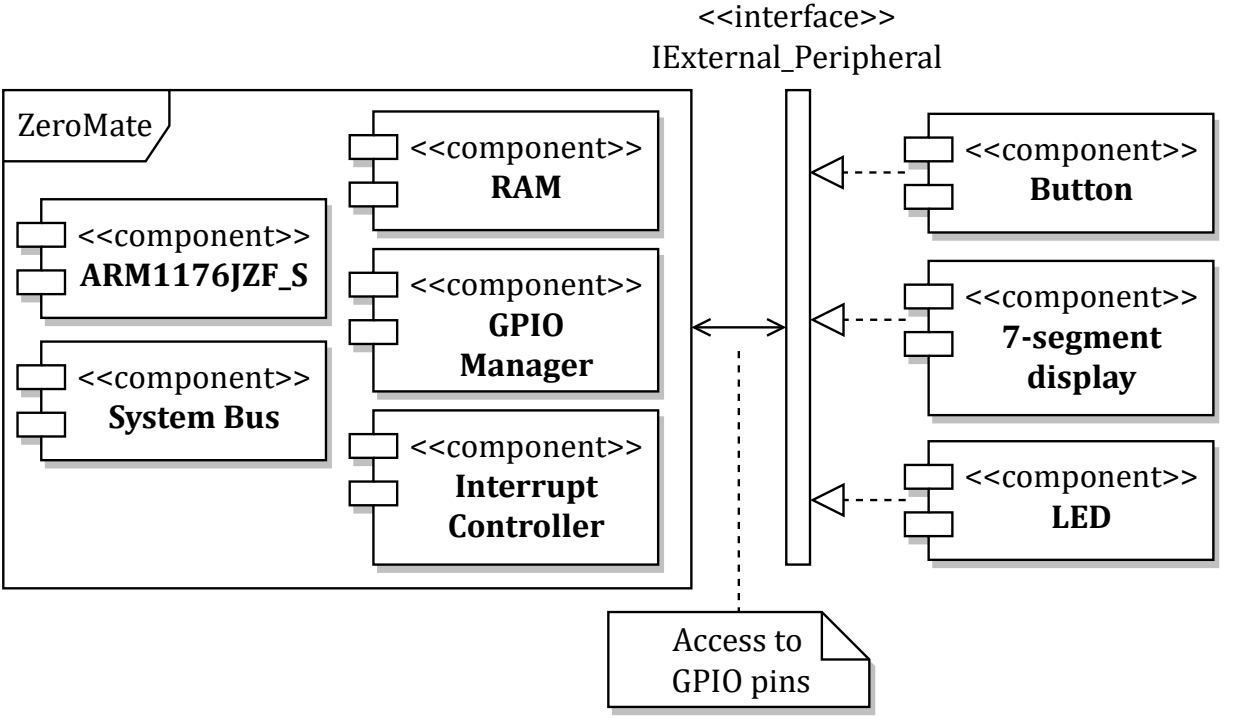 <<interface>>
IExternal_Peripheral
ZeroMate
<<component>>
RAM
<<component>>
ARM1176JZF_S
<<component>>
GPIO
Manager
<<component>>
System Bus
<<component>>
Interrupt
Controller
<<component>>
Button
<<component>>
7-segment
display
<<component>>
LED
Access to
GPIO pins